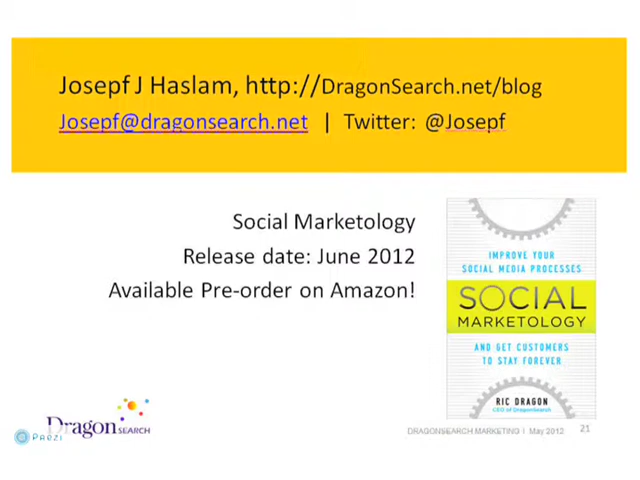 Josepf J Haslam, http://DragonSearch.net/blog
Josepf@dragonsearch.net | Twitter: @Josepf
Social Marketology
Release date: June 2012
Available Pre-order on Amazon!
IMPROVE YOUR
SOCIAL MEDIA PROCESSES
SOCIAL
MARKETOLOGY
AND GET CUSTOMERS
TO STAY FOREVER
RIC DRAGON
CEO of DragonSearch
Dragon SEARCH
Prezi
DRAGONSEARCH MARKETING | May 2012 21